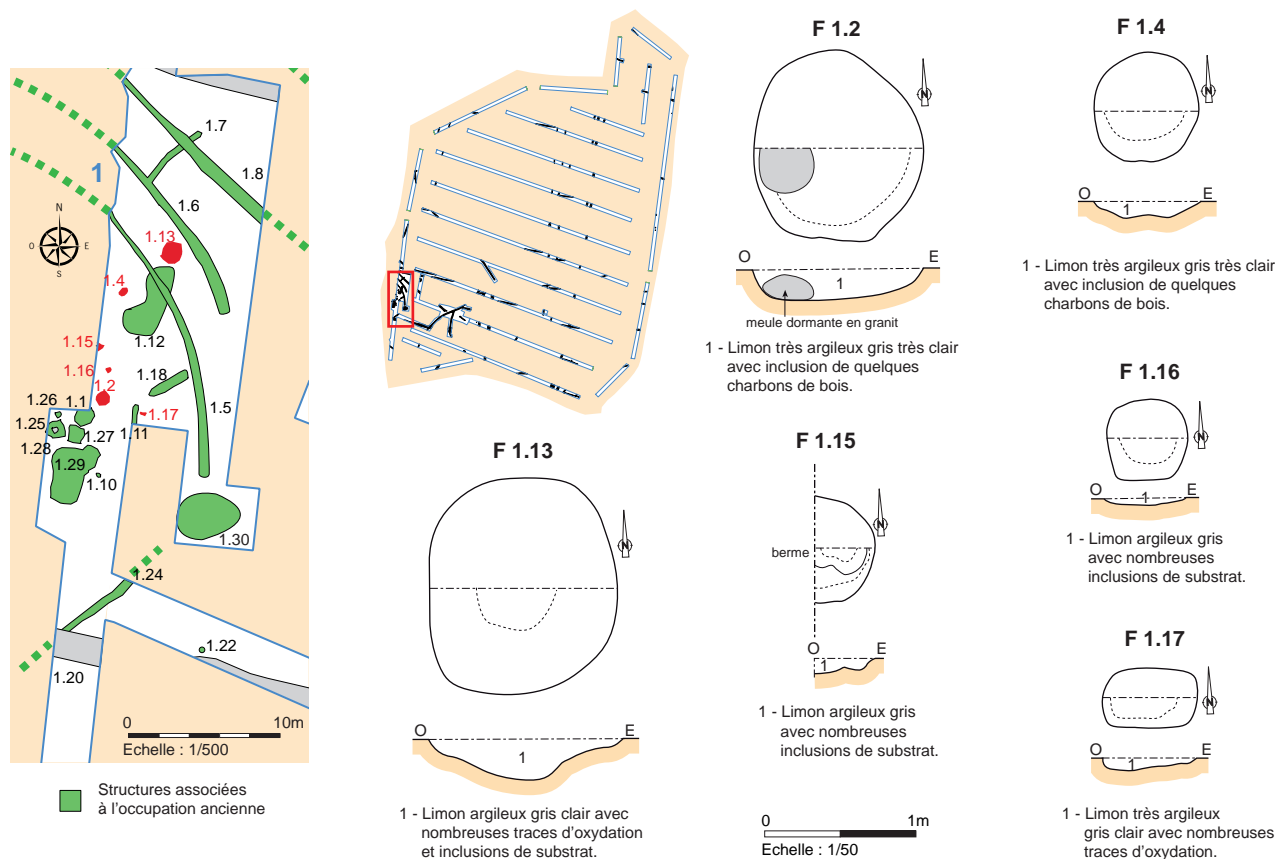 1
N
O
E
S
1.7
1.8
1.6
1.13
1.4
1.12
1.15
1.16
1.2
1.18
1.5
1.26
1.1
1.25
1.17
1.27
1.11
1.28
1.29
1.10
1.30
1.24
1.22
1.20
0 10m
Echelle : 1/500
Structures associées
à l'occupation ancienne
F 1.2
N
O E
1
meule dormante en granit
1 - Limon très argileux gris très clair
avec inclusion de quelques
charbons de bois.
F 1.4
N
O E
1
1 - Limon très argileux gris très clair
avec inclusion de quelques
charbons de bois.
F 1.13
N
O E
1
1 - Limon argileux gris clair avec
nombreuses traces d'oxydation
et inclusions de substrat.
F 1.15
N
berme
O E
1
1 - Limon argileux gris
avec nombreuses
inclusions de substrat.
F 1.16
N
O E
1
1 - Limon argileux gris
avec nombreuses
inclusions de substrat.
F 1.17
N
O E
1
1 - Limon très argileux
gris clair avec nombreuses
traces d'oxydation.
0 1m
Echelle : 1/50